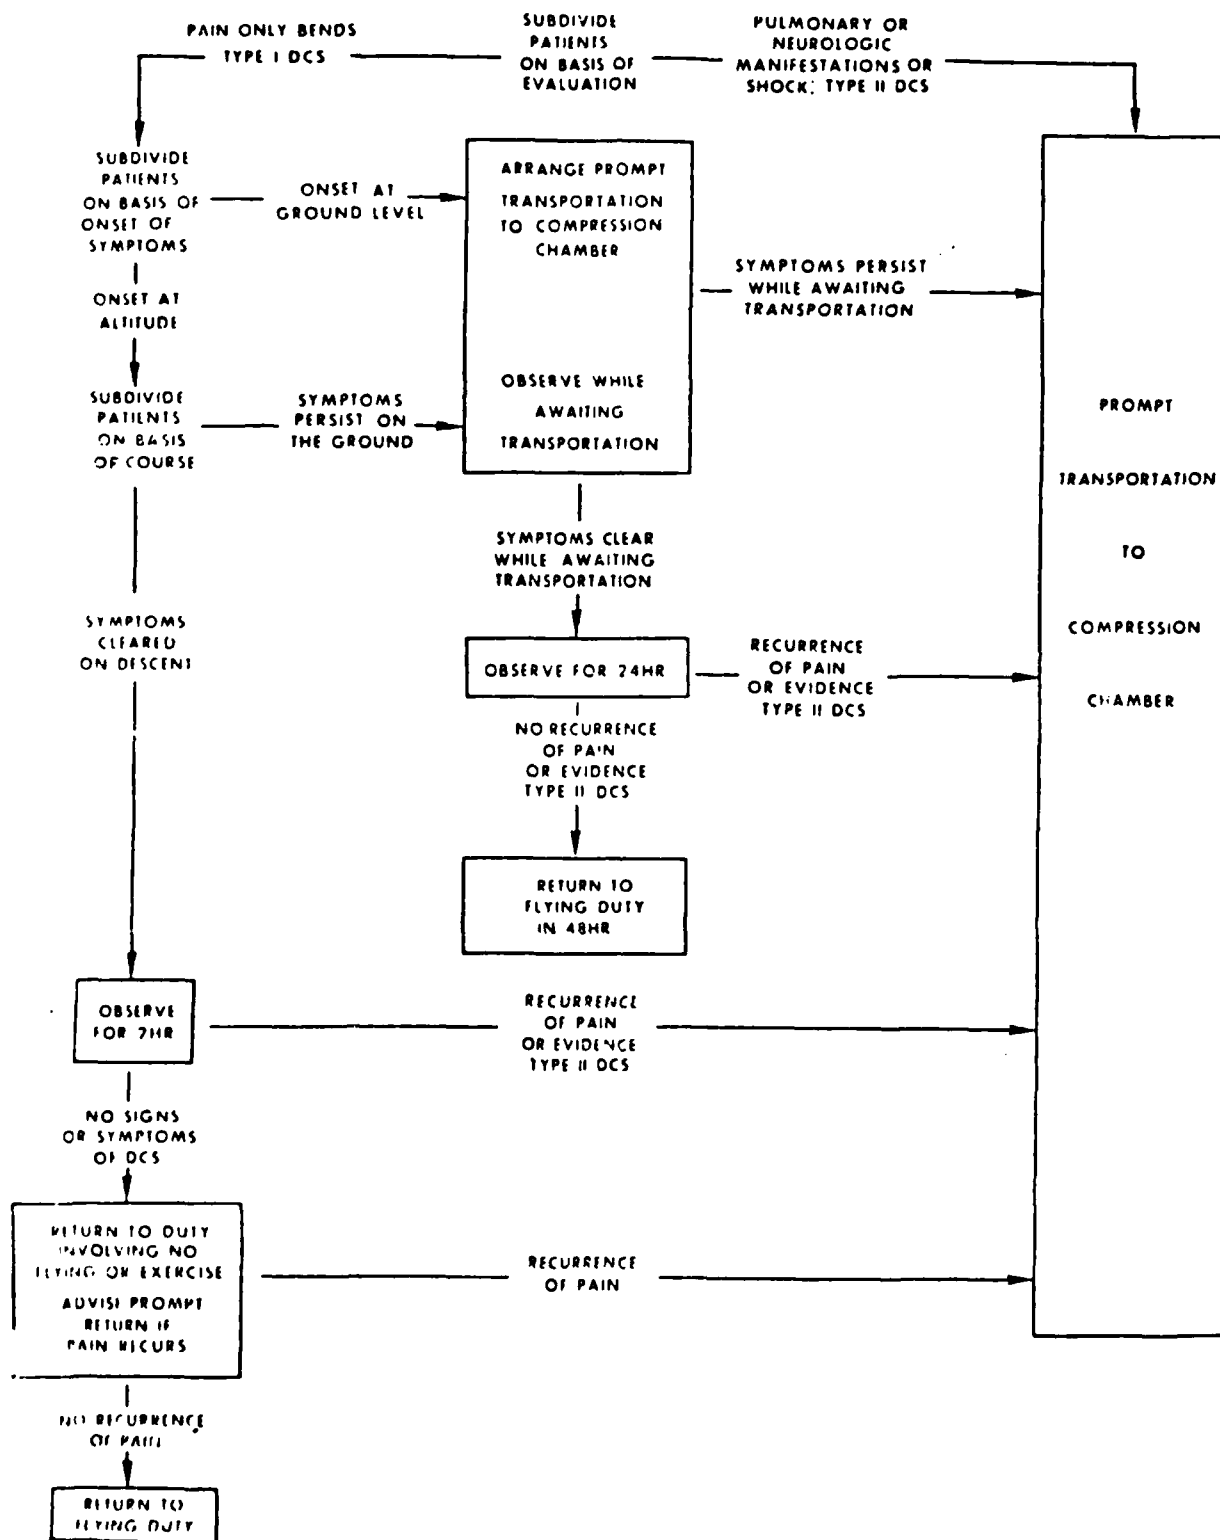 PAIN ONLY BENDS
TYPE I DCS
SUBDIVIDE
PATIENTS
ON BASIS OF
EVALUATION
PULMONARY OR
NEUROLOGIC
MANIFESTATIONS OR
SHOCK; TYPE II DCS
SUBDIVIDE
PATIENTS
ON BASIS OF
ONSET OF
SYMPTOMS
ONSET AT
GROUND LEVEL
ARRANGE PROMPT
TRANSPORTATION
TO COMPRESSION
CHAMBER
SYMPTOMS PERSIST
WHILE AWAITING
TRANSPORTATION
ONSET AT
ALTITUDE
SUBDIVIDE
PATIENTS
ON BASIS
OF COURSE
SYMPTOMS
PERSIST ON
THE GROUND
OBSERVE WHILE
AWAITING
TRANSPORTATION
PROMPT
TRANSPORTATION
TO
COMPRESSION
CHAMBER
SYMPTOMS CLEAR
WHILE AWAITING
TRANSPORTATION
SYMPTOMS
CLEARED
ON DESCENT
OBSERVE FOR 24HR
RECURRENCE
OF PAIN
OR EVIDENCE
TYPE II DCS
NO RECURRENCE
OF PAIN
OR EVIDENCE
TYPE II DCS
RETURN TO
FLYING DUTY
IN 48HR
OBSERVE
FOR 2HR
RECURRENCE
OF PAIN
OR EVIDENCE
TYPE II DCS
NO SIGNS
OR SYMPTOMS
OF DCS
RETURN TO DUTY
INVOLVING NO
FLYING OR EXERCISE
ADVISE PROMPT
RETURN IF
PAIN RECURS
RECURRENCE
OF PAIN
NO RECURRENCE
OF PAIN
RETURN TO
FLYING DUTY